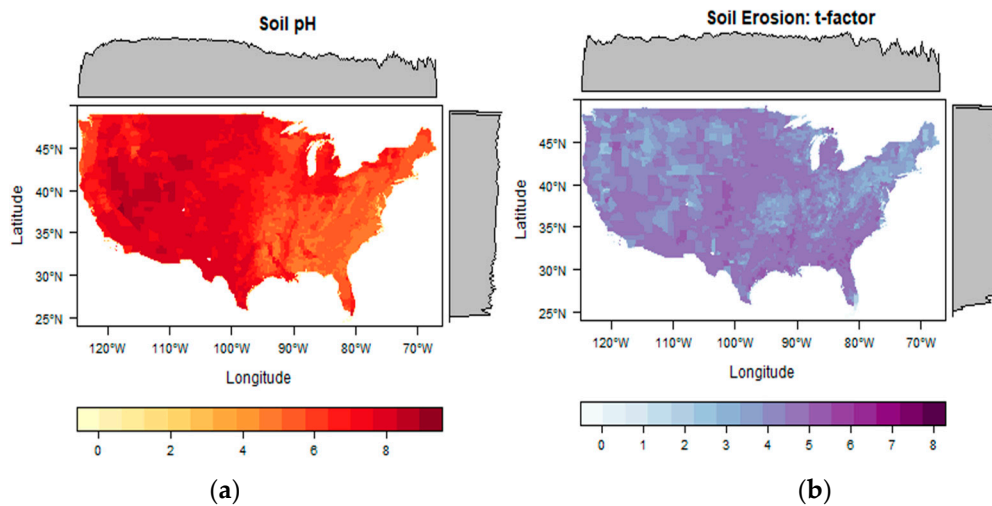 Soil pH
Latitude
45°N
40°N
35°N
30°N
25°N
120°W 110°W 100°W 90°W 80°W 70°W
Longitude
0 2 4 6 8
(a)
Soil Erosion: t-factor
Latitude
45°N
40°N
35°N
30°N
25°N
120°W 110°W 100°W 90°W 80°W 70°W
Longitude
0 1 2 3 4 5 6 7 8
(b)